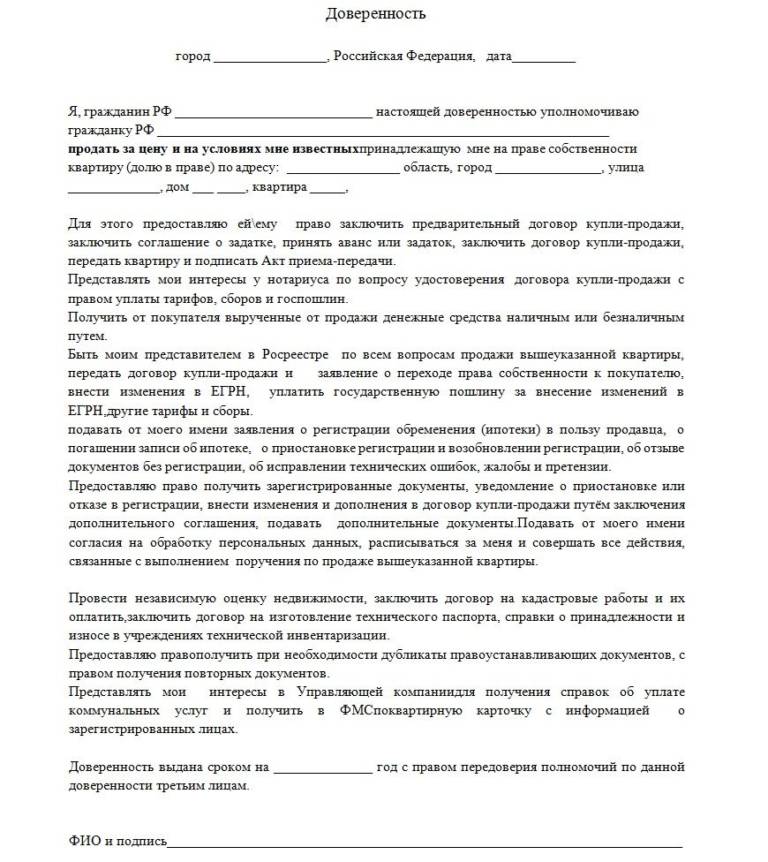 Доверенность
город ________________, Российская Федерация, дата_________
Я, гражданин РФ ____________________________ настоящей доверенностью уполномочиваю
гражданку РФ ________________________________________________________________
продать за цену и на условиях мне известныхпринадлежащую мне на праве собственности
квартиру (долю в праве) по адресу: ________________ область, город _______________, улица
_____________, дом ___ ____, квартира _____,
Для этого предоставляю ей\ему право заключить предварительный договор купли-продажи,
заключить соглашение о задатке, принять аванс или задаток, заключить договор купли-продажи,
передать квартиру и подписать Акт приема-передачи.
Представлять мои интересы у нотариуса по вопросу удостоверения договора купли-продажи с
правом уплаты тарифов, сборов и госпошлин.
Получить от покупателя вырученные от продажи денежные средства наличным или безналичным
путем.
Быть моим представителем в Росреестре по всем вопросам продажи вышеуказанной квартиры,
передать договор купли-продажи и заявление о переходе права собственности к покупателю,
внести изменения в ЕГРН, уплатить государственную пошлину за внесение изменений в
ЕГРН,другие тарифы и сборы.
подавать от моего имени заявления о регистрации обременения (ипотеки) в пользу продавца, о
погашении записи об ипотеке, о приостановке регистрации и возобновлении регистрации, об отзыве
документов без регистрации, об исправлении технических ошибок, жалобы и претензии.
Предоставляю право получить зарегистрированные документы, уведомление о приостановке или
отказе в регистрации, внести изменения и дополнения в договор купли-продажи путём заключения
дополнительного соглашения, подавать дополнительные документы.Подавать от моего имени
согласия на обработку персональных данных, расписываться за меня и совершать все действия,
связанные с выполнением поручения по продаже вышеуказанной квартиры.
Провести независимую оценку недвижимости, заключить договор на кадастровые работы и их
оплатить,заключить договор на изготовление технического паспорта, справки о принадлежности и
износе в учреждениях технической инвентаризации.
Предоставляю правополучить при необходимости дубликаты правоустанавливающих документов, с
правом получения повторных документов.
Представлять мои интересы в Управляющей компаниидля получения справок об уплате
коммунальных услуг и получить в ФМСпоквартирную карточку с информацией о
зарегистрированных лицах.
Доверенность выдана сроком на ______________ год с правом передоверия полномочий по данной
доверенности третьим лицам.
ФИО и подпись__________________________________________________________________________